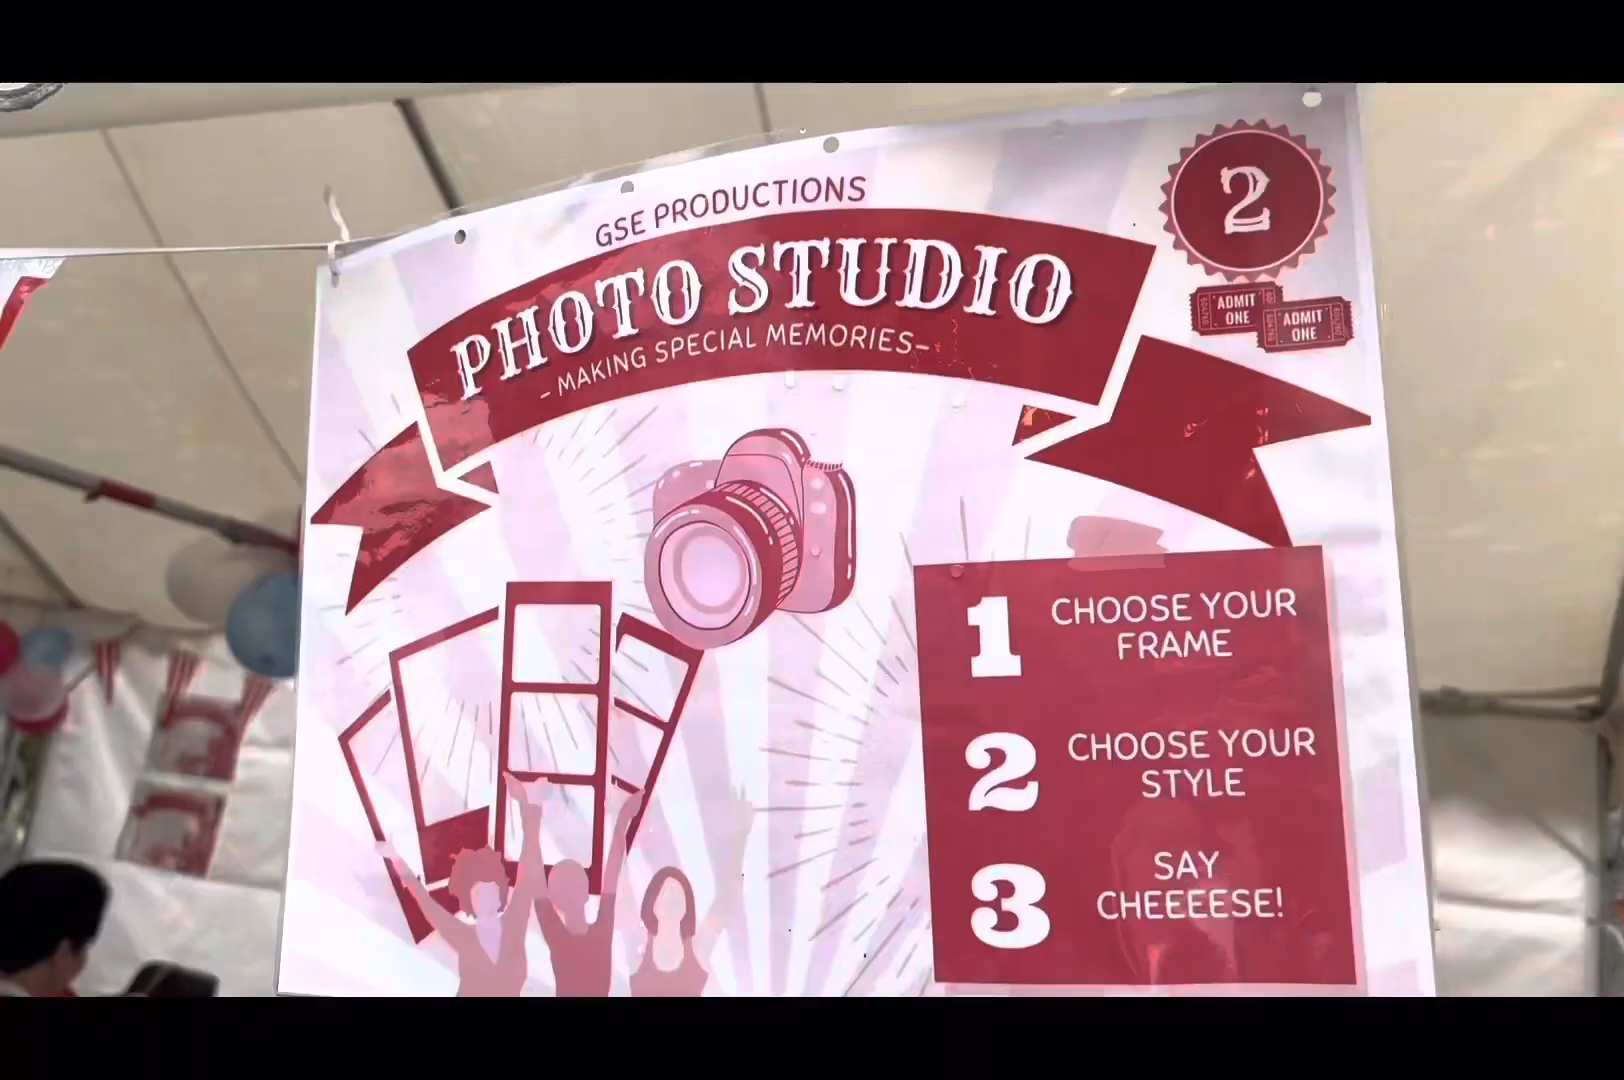 GSE PRODUCTIONS
PHOTO STUDIO
- MAKING SPECIAL MEMORIES-
2
ADMIT
ONE
ADMIT
ONE
1 CHOOSE YOUR
FRAME
2 CHOOSE YOUR
STYLE
3 SAY
CHEEEESE!